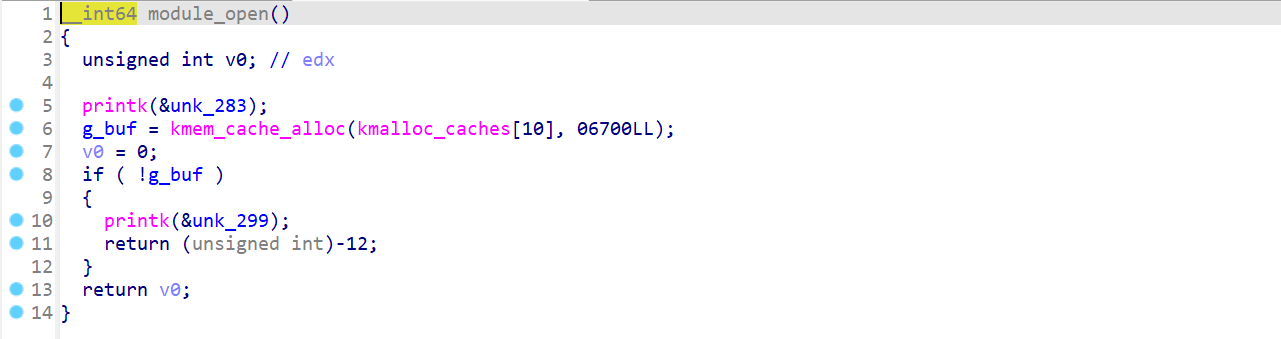 1 __int64 module_open()
2 {
3 unsigned int v0; // edx
4
5 printk(&unk_283);
6 g_buf = kmem_cache_alloc(kmalloc_caches[10], 06700LL);
7 v0 = 0;
8 if ( !g_buf )
9 {
10 printk(&unk_299);
11 return (unsigned int)-12;
12 }
13 return v0;
14 }